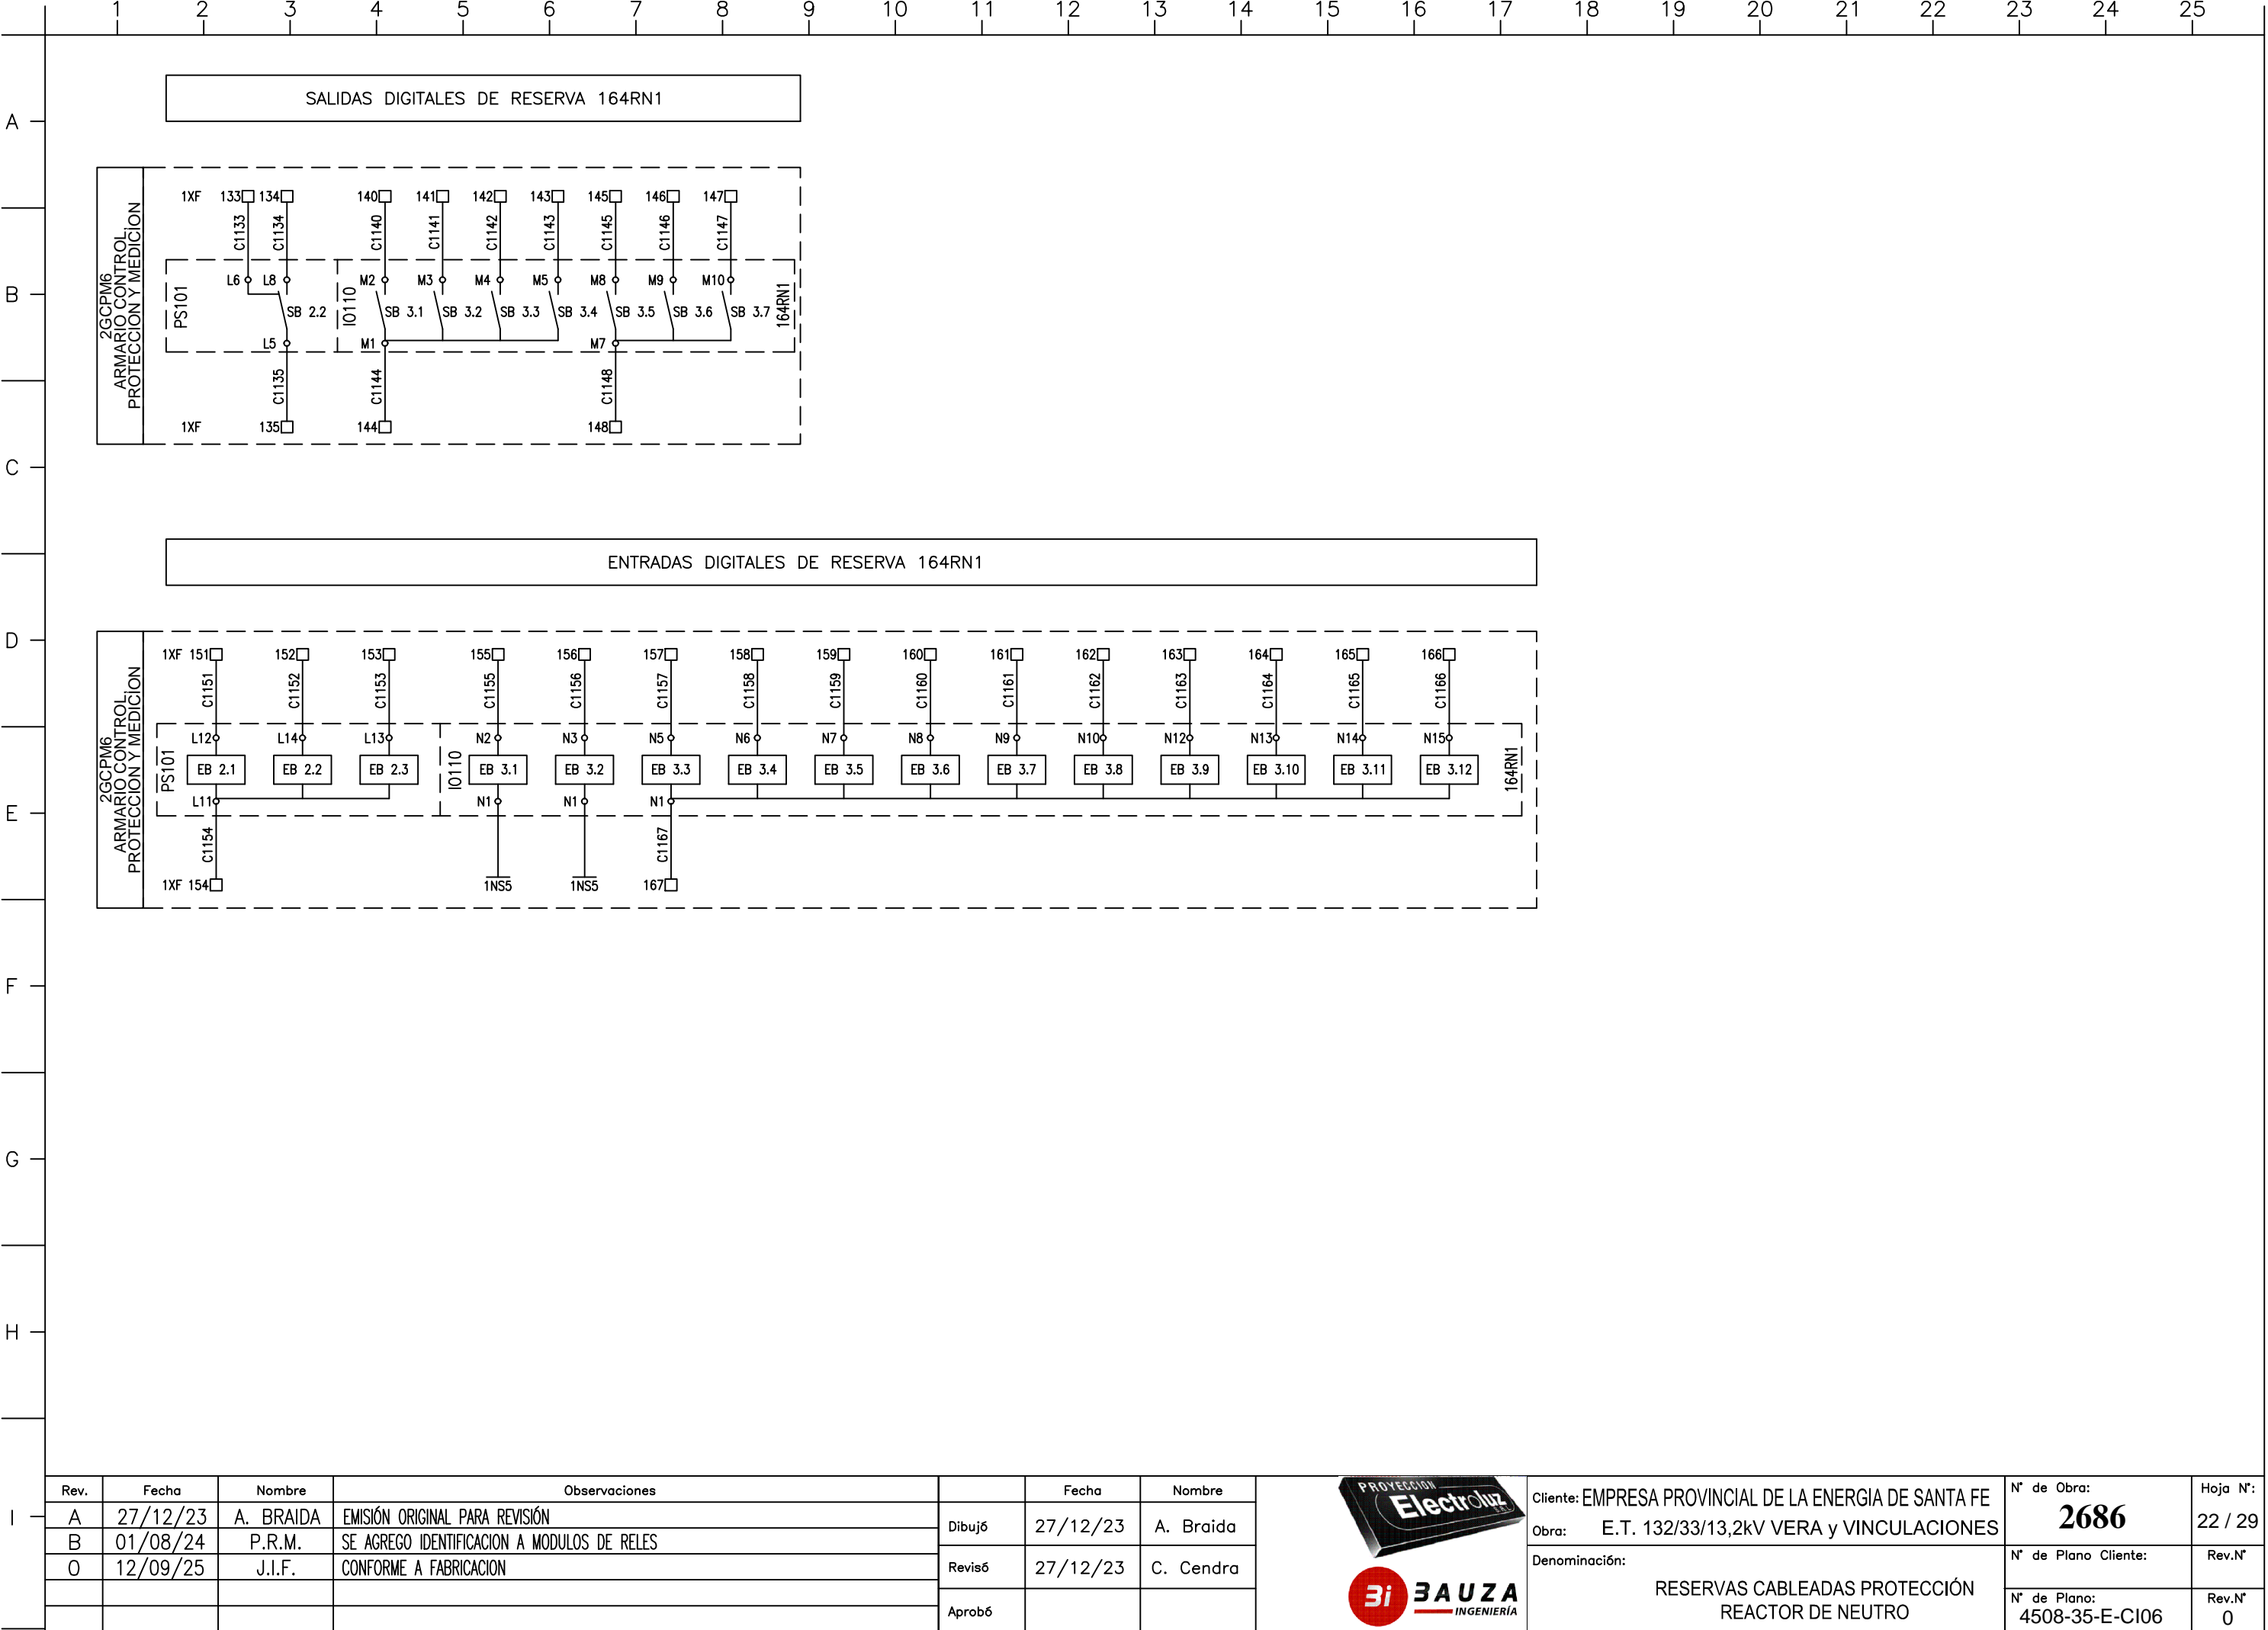 1 2 3 4 5 6 7 8 9 10 11 12 13 14 15 16 17 18 19 20 21 22 23 24 25
A
B
C
D
E
F
G
H
I
SALIDAS DIGITALES DE RESERVA 164RN1
2GCPM6
ARMARIO CONTROL,
PROTECCION Y MEDICION
1XF 133 134 140 141 142 143 145 146 147
C1133 C1134 C1140 C1141 C1142 C1143 C1145 C1146 C1147
PS101 L6 L8 IO110 M2 M3 M4 M5 M8 M9 M10 164RN1
SB 2.2 SB 3.1 SB 3.2 SB 3.3 SB 3.4 SB 3.5 SB 3.6 SB 3.7
L5 M1 M7
C1135 C1144 C1148
1XF 135 144 148
ENTRADAS DIGITALES DE RESERVA 164RN1
2GCPM6
ARMARIO CONTROL,
PROTECCION Y MEDICION
1XF 151 152 153 155 156 157 158 159 160 161 162 163 164 165 166
C1151 C1152 C1153 C1155 C1156 C1157 C1158 C1159 C1160 C1161 C1162 C1163 C1164 C1165 C1166
PS101 L12 L14 L13 IO110 N2 N3 N5 N6 N7 N8 N9 N10 N12 N13 N14 N15 164RN1
EB 2.1 EB 2.2 EB 2.3 EB 3.1 EB 3.2 EB 3.3 EB 3.4 EB 3.5 EB 3.6 EB 3.7 EB 3.8 EB 3.9 EB 3.10 EB 3.11 EB 3.12
L11 N1 N1 N1
C1154 C1167
1XF 154 1NS5 1NS5 167
Rev. Fecha Nombre Observaciones
A 27/12/23 A. BRAIDA EMISIÓN ORIGINAL PARA REVISIÓN
B 01/08/24 P.R.M. SE AGREGO IDENTIFICACION A MODULOS DE RELES
0 12/09/25 J.I.F. CONFORME A FABRICACION
Fecha Nombre
Dibujó 27/12/23 A. Braida
Revisó 27/12/23 C. Cendra
Aprobó
PROYECCION
Electroluz
S.R.L.
3i BAUZA
INGENIERÍA
Cliente: EMPRESA PROVINCIAL DE LA ENERGIA DE SANTA FE
Obra: E.T. 132/33/13,2kV VERA y VINCULACIONES
Denominación:
RESERVAS CABLEADAS PROTECCIÓN
REACTOR DE NEUTRO
N° de Obra:
2686
Hoja N°:
22 / 29
N° de Plano Cliente:
Rev.N°
N° de Plano:
4508-35-E-CI06
Rev.N°
0